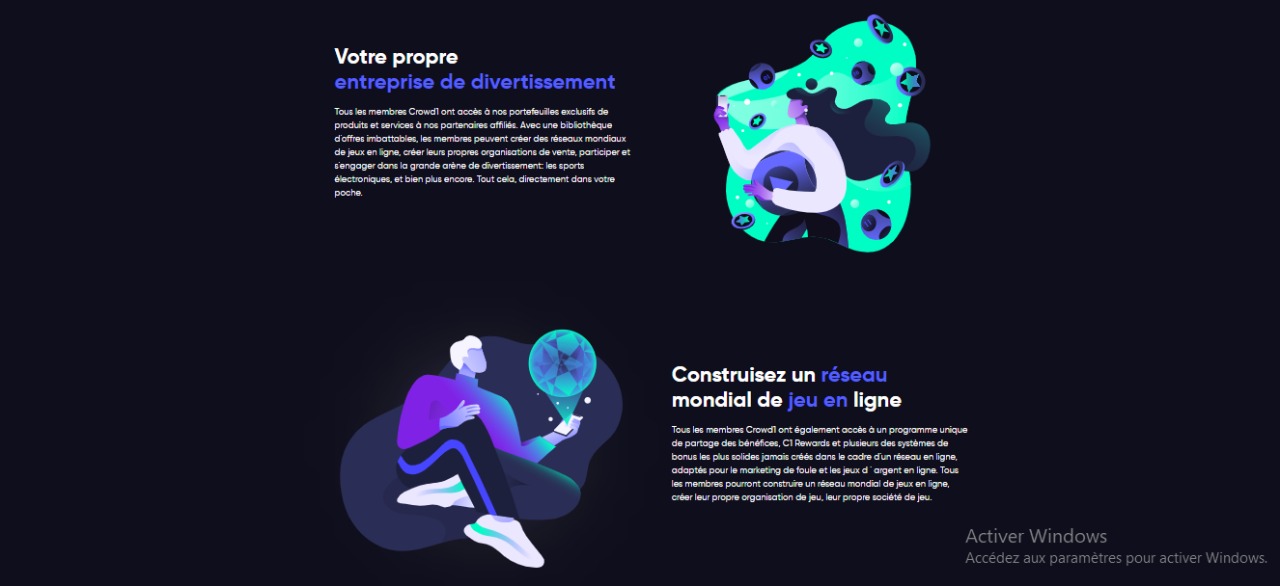 Votre propre
entreprise de divertissement
Tous les membres Crowd1 ont accès à nos portefeuilles exclusifs de
produits et services à nos partenaires affiliés. Avec une bibliothèque
d'offres imbattables, les membres peuvent créer des réseaux mondiaux
de jeux en ligne, créer leurs propres organisations de vente, participer et
s'engager dans la grande arène de divertissement: les sports
électroniques, et bien plus encore. Tout cela, directement dans votre
poche.
Construisez un réseau
mondial de jeu en ligne
Tous les membres Crowd1 ont également accès à un programme unique
de partage des bénéfices, C1 Rewards et plusieurs des systèmes de
bonus les plus solides jamais créés dans le cadre d'un réseau en ligne,
adaptés pour le marketing de foule et les jeux d ' argent en ligne. Tous
les membres pourront construire un réseau mondial de jeux en ligne,
créer leur propre organisation de jeu, leur propre société de jeu.
Activer Windows
Accédez aux paramètres pour activer Windows.